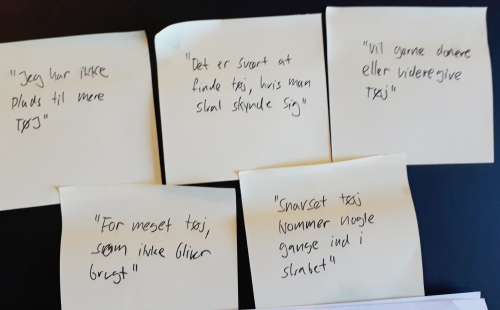 "Jeg har ikke
plads til mere
TØJ"
"Det er svært at
finde tøj, hvis man
skal skynde sig"
"Vil gerne donere
eller videregive
Tøj"
"For meget tøj,
som ikke bliver
brugt"
"Snavset tøj
kommer nogle
gange ind i
skabet"